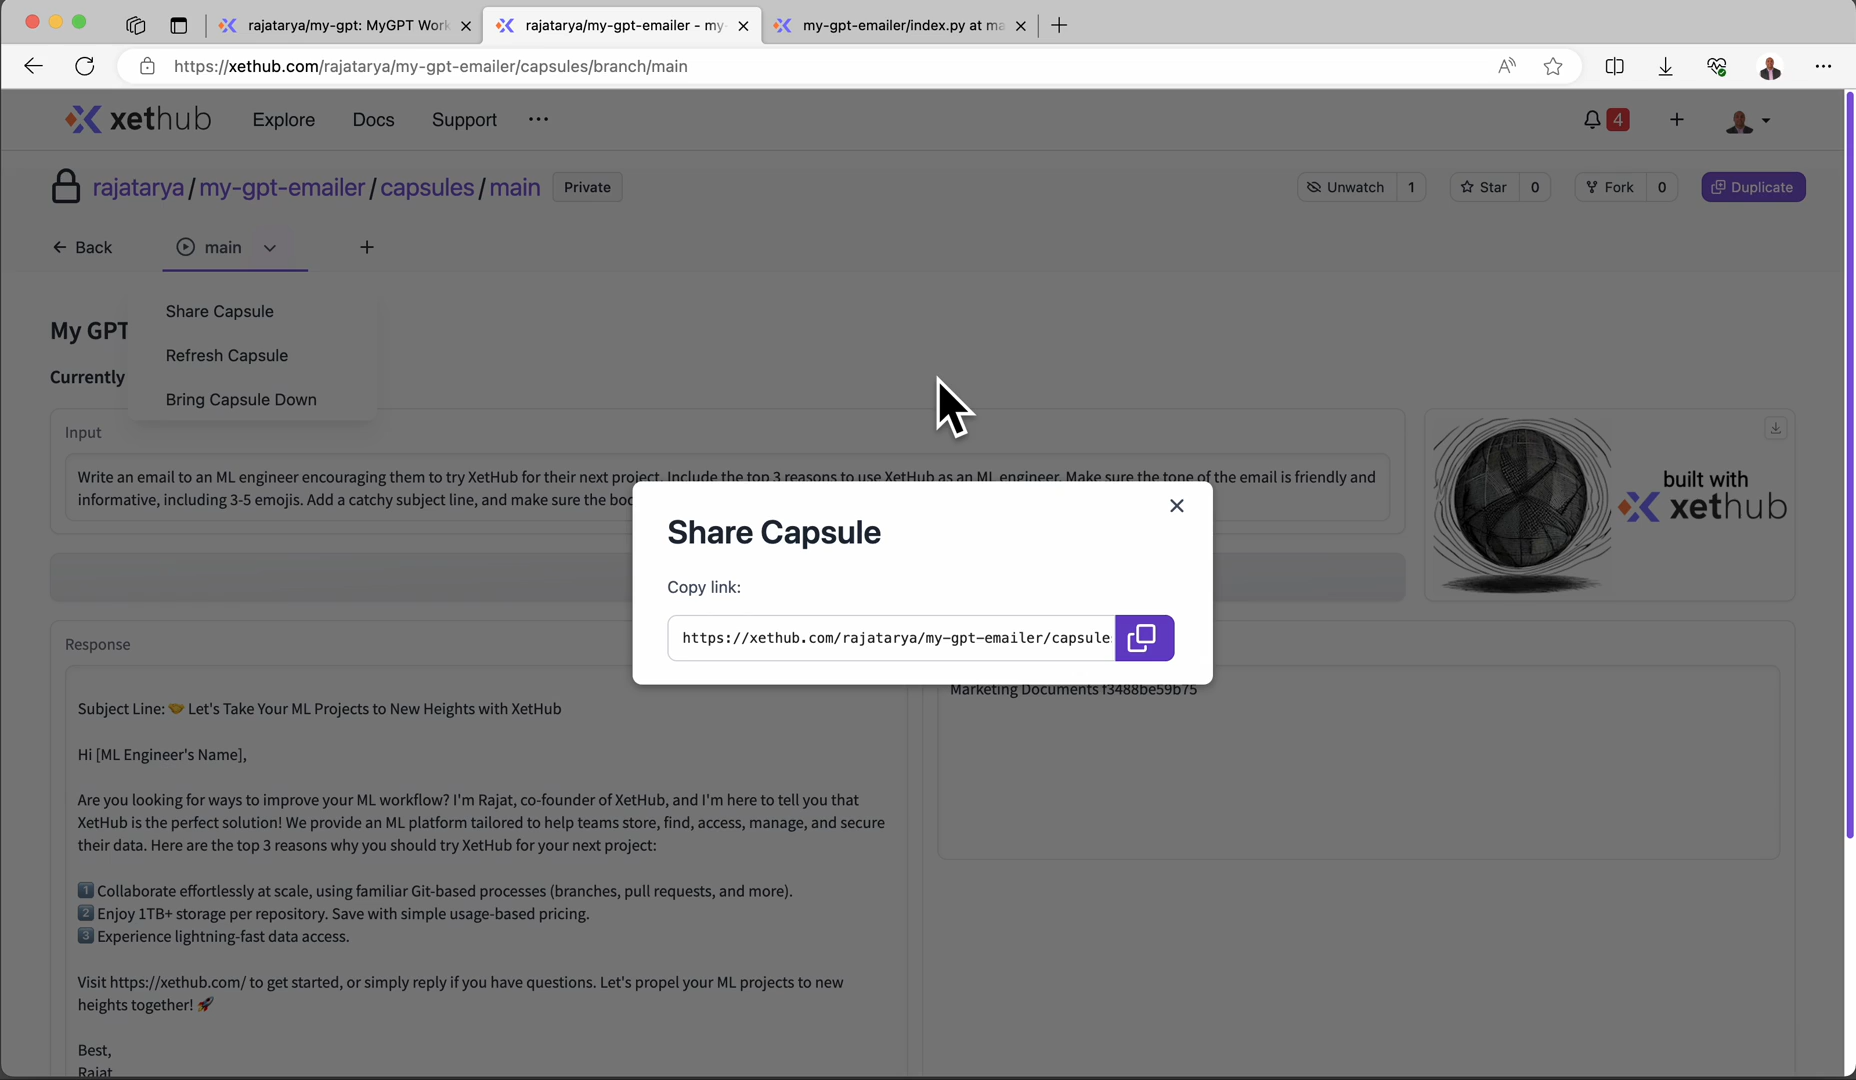 rajatarya/my-gpt: MyGPT Work
rajatarya/my-gpt-emailer - my-
my-gpt-emailer/index.py at ma
https://xethub.com/rajatarya/my-gpt-emailer/capsules/branch/main
xethub
Explore
Docs
Support
4
rajatarya/my-gpt-emailer/capsules/main
Private
Unwatch 1
Star 0
Fork 0
Duplicate
Back
main
Share Capsule
Refresh Capsule
Bring Capsule Down
My GPT
Currently
Input
Write an email to an ML engineer encouraging them to try XetHub for their next project. Include the top 3 reasons to use XetHub as an ML engineer. Make sure the tone of the email is friendly and
informative, including 3-5 emojis. Add a catchy subject line, and make sure the bo
built with
xethub
Share Capsule
Copy link:
https://xethub.com/rajatarya/my-gpt-emailer/capsule
Response
Marketing Documents f3488be59b75
Subject Line: 🤝 Let's Take Your ML Projects to New Heights with XetHub
Hi [ML Engineer's Name],
Are you looking for ways to improve your ML workflow? I'm Rajat, co-founder of XetHub, and I'm here to tell you that
XetHub is the perfect solution! We provide an ML platform tailored to help teams store, find, access, manage, and secure
their data. Here are the top 3 reasons why you should try XetHub for your next project:
1️⃣ Collaborate effortlessly at scale, using familiar Git-based processes (branches, pull requests, and more).
2️⃣ Enjoy 1TB+ storage per repository. Save with simple usage-based pricing.
3️⃣ Experience lightning-fast data access.
Visit https://xethub.com/ to get started, or simply reply if you have questions. Let's propel your ML projects to new
heights together! 🚀
Best,
Rajat